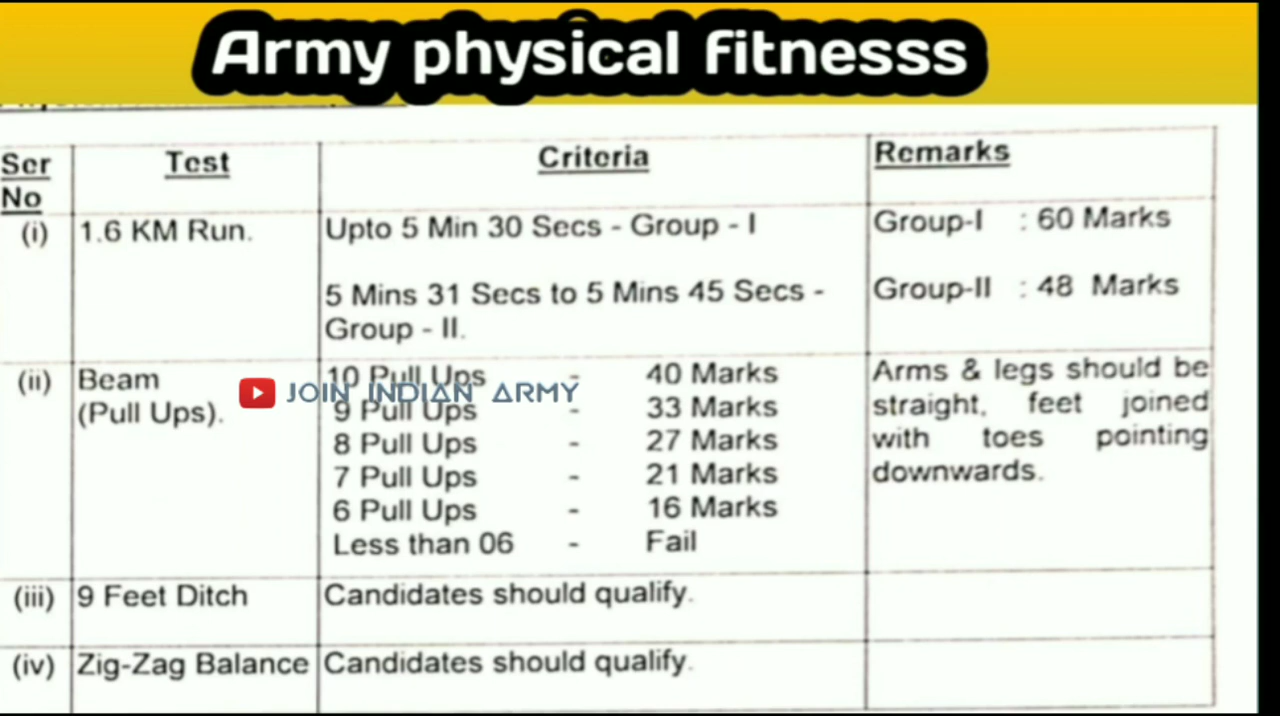 Army physical fitnesss
Ser No Test Criteria Remarks
(i) 1.6 KM Run. Upto 5 Min 30 Secs - Group - I Group-I : 60 Marks
5 Mins 31 Secs to 5 Mins 45 Secs - Group-II : 48 Marks
Group - II.
(ii) Beam 10 Pull Ups - 40 Marks Arms & legs should be
JOIN INDIAN ARMY
(Pull Ups). 9 Pull Ups - 33 Marks straight, feet joined
8 Pull Ups - 27 Marks with toes pointing
7 Pull Ups - 21 Marks downwards.
6 Pull Ups - 16 Marks
Less than 06 - Fail
(iii) 9 Feet Ditch Candidates should qualify.
(iv) Zig-Zag Balance Candidates should qualify.